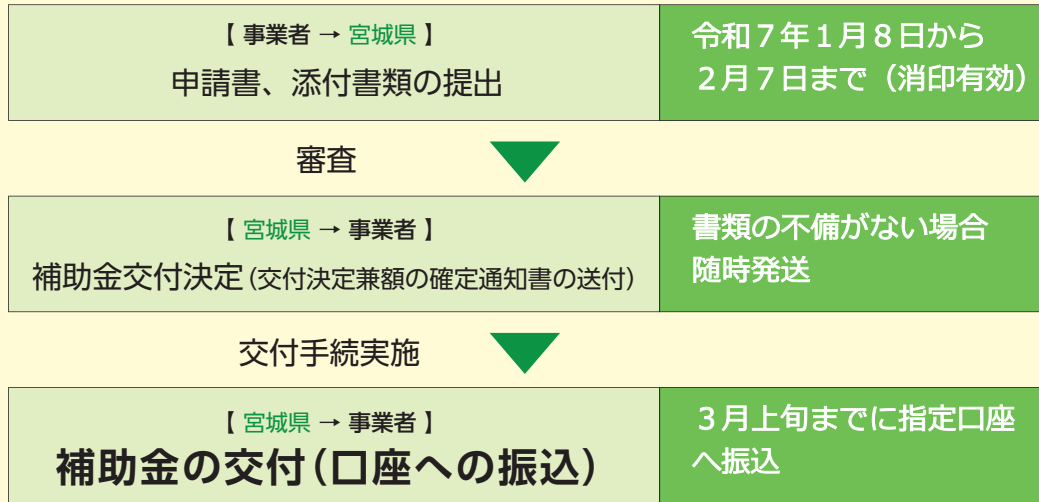 【 事業者 → 宮城県 】
申請書、添付書類の提出
令和７年１月８日から
２月７日まで（消印有効）
審査
【 宮城県 → 事業者 】
補助金交付決定（交付決定兼額の確定通知書の送付）
書類の不備がない場合
随時発送
交付手続実施
【 宮城県 → 事業者 】
補助金の交付（口座への振込）
３月上旬までに指定口座
へ振込